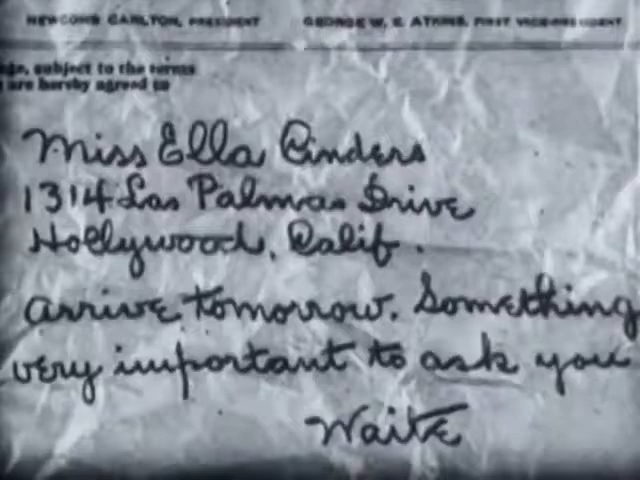 NEWCOMB CARLTON, PRESIDENT GEORGE W. E. ATKINS, FIRST VICE-PRESIDENT
subject to the terms
are hereby agreed to
Miss Ella Cinders
1314 Las Palmas Drive
Hollywood, Calif.
Arrive tomorrow. Something
very important to ask you
Waite